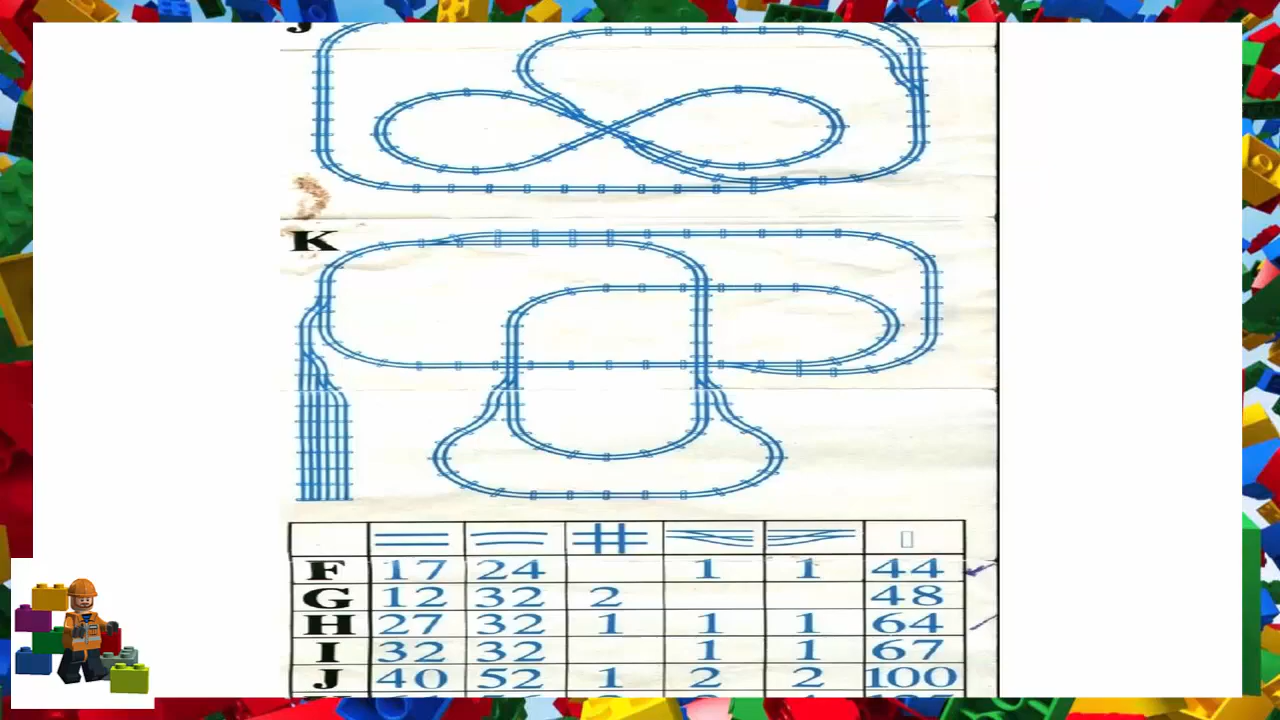 J
K
F 17 24 1 1 44
G 12 32 2 48
H 27 32 1 1 1 64
I 32 32 1 1 67
J 40 52 1 2 2 100